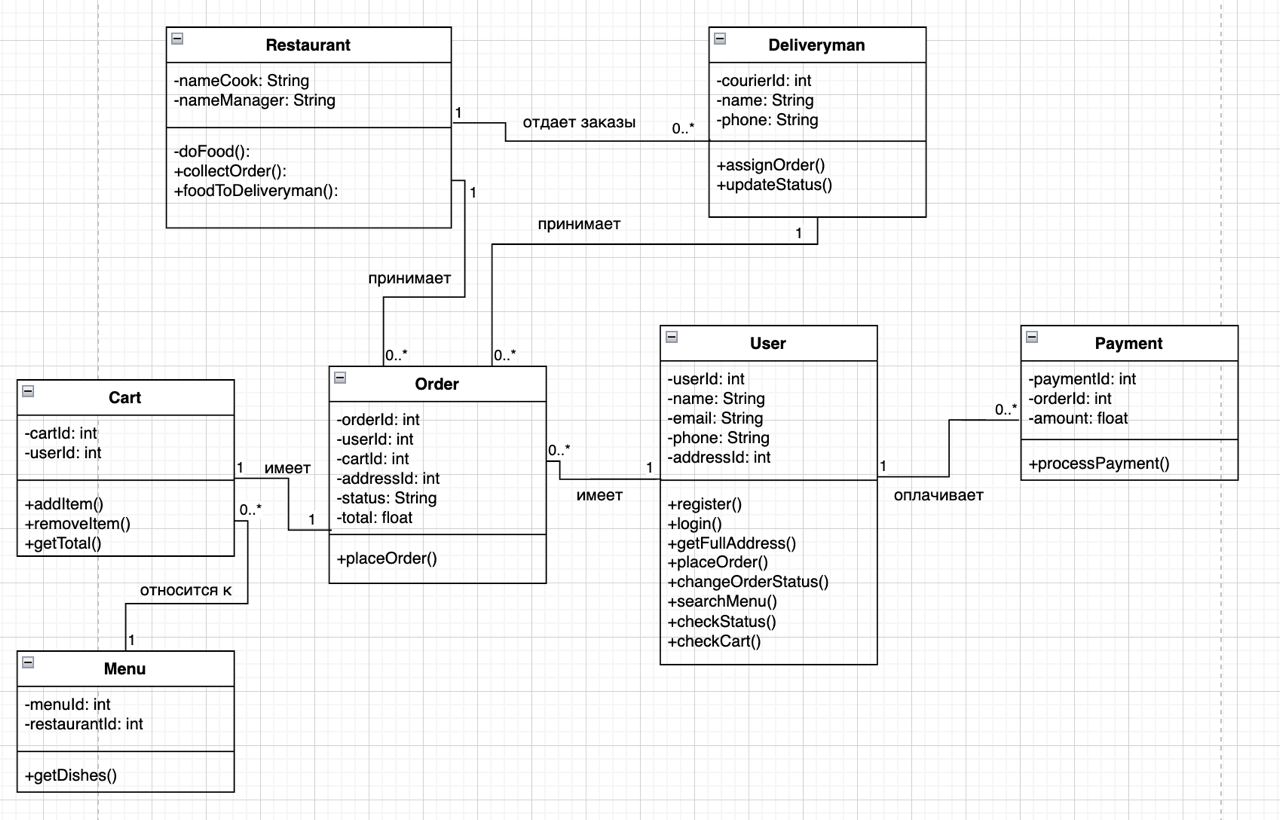 Restaurant
-nameCook: String
-nameManager: String
-doFood():
+collectOrder():
+foodToDeliveryman():
1
отдает заказы
0..*
Deliveryman
-courierId: int
-name: String
-phone: String
+assignOrder()
+updateStatus()
1
принимает
0..*
1
принимает
0..*
Cart
-cartId: int
-userId: int
+addItem()
+removeItem()
+getTotal()
1
имеет
1
0..*
относится к
1
Menu
-menuId: int
-restaurantId: int
+getDishes()
Order
-orderId: int
-userId: int
-cartId: int
-addressId: int
-status: String
-total: float
+placeOrder()
0..*
имеет
1
User
-userId: int
-name: String
-email: String
-phone: String
-addressId: int
+register()
+login()
+getFullAddress()
+placeOrder()
+changeOrderStatus()
+searchMenu()
+checkStatus()
+checkCart()
1
оплачивает
0..*
Payment
-paymentId: int
-orderId: int
-amount: float
+processPayment()